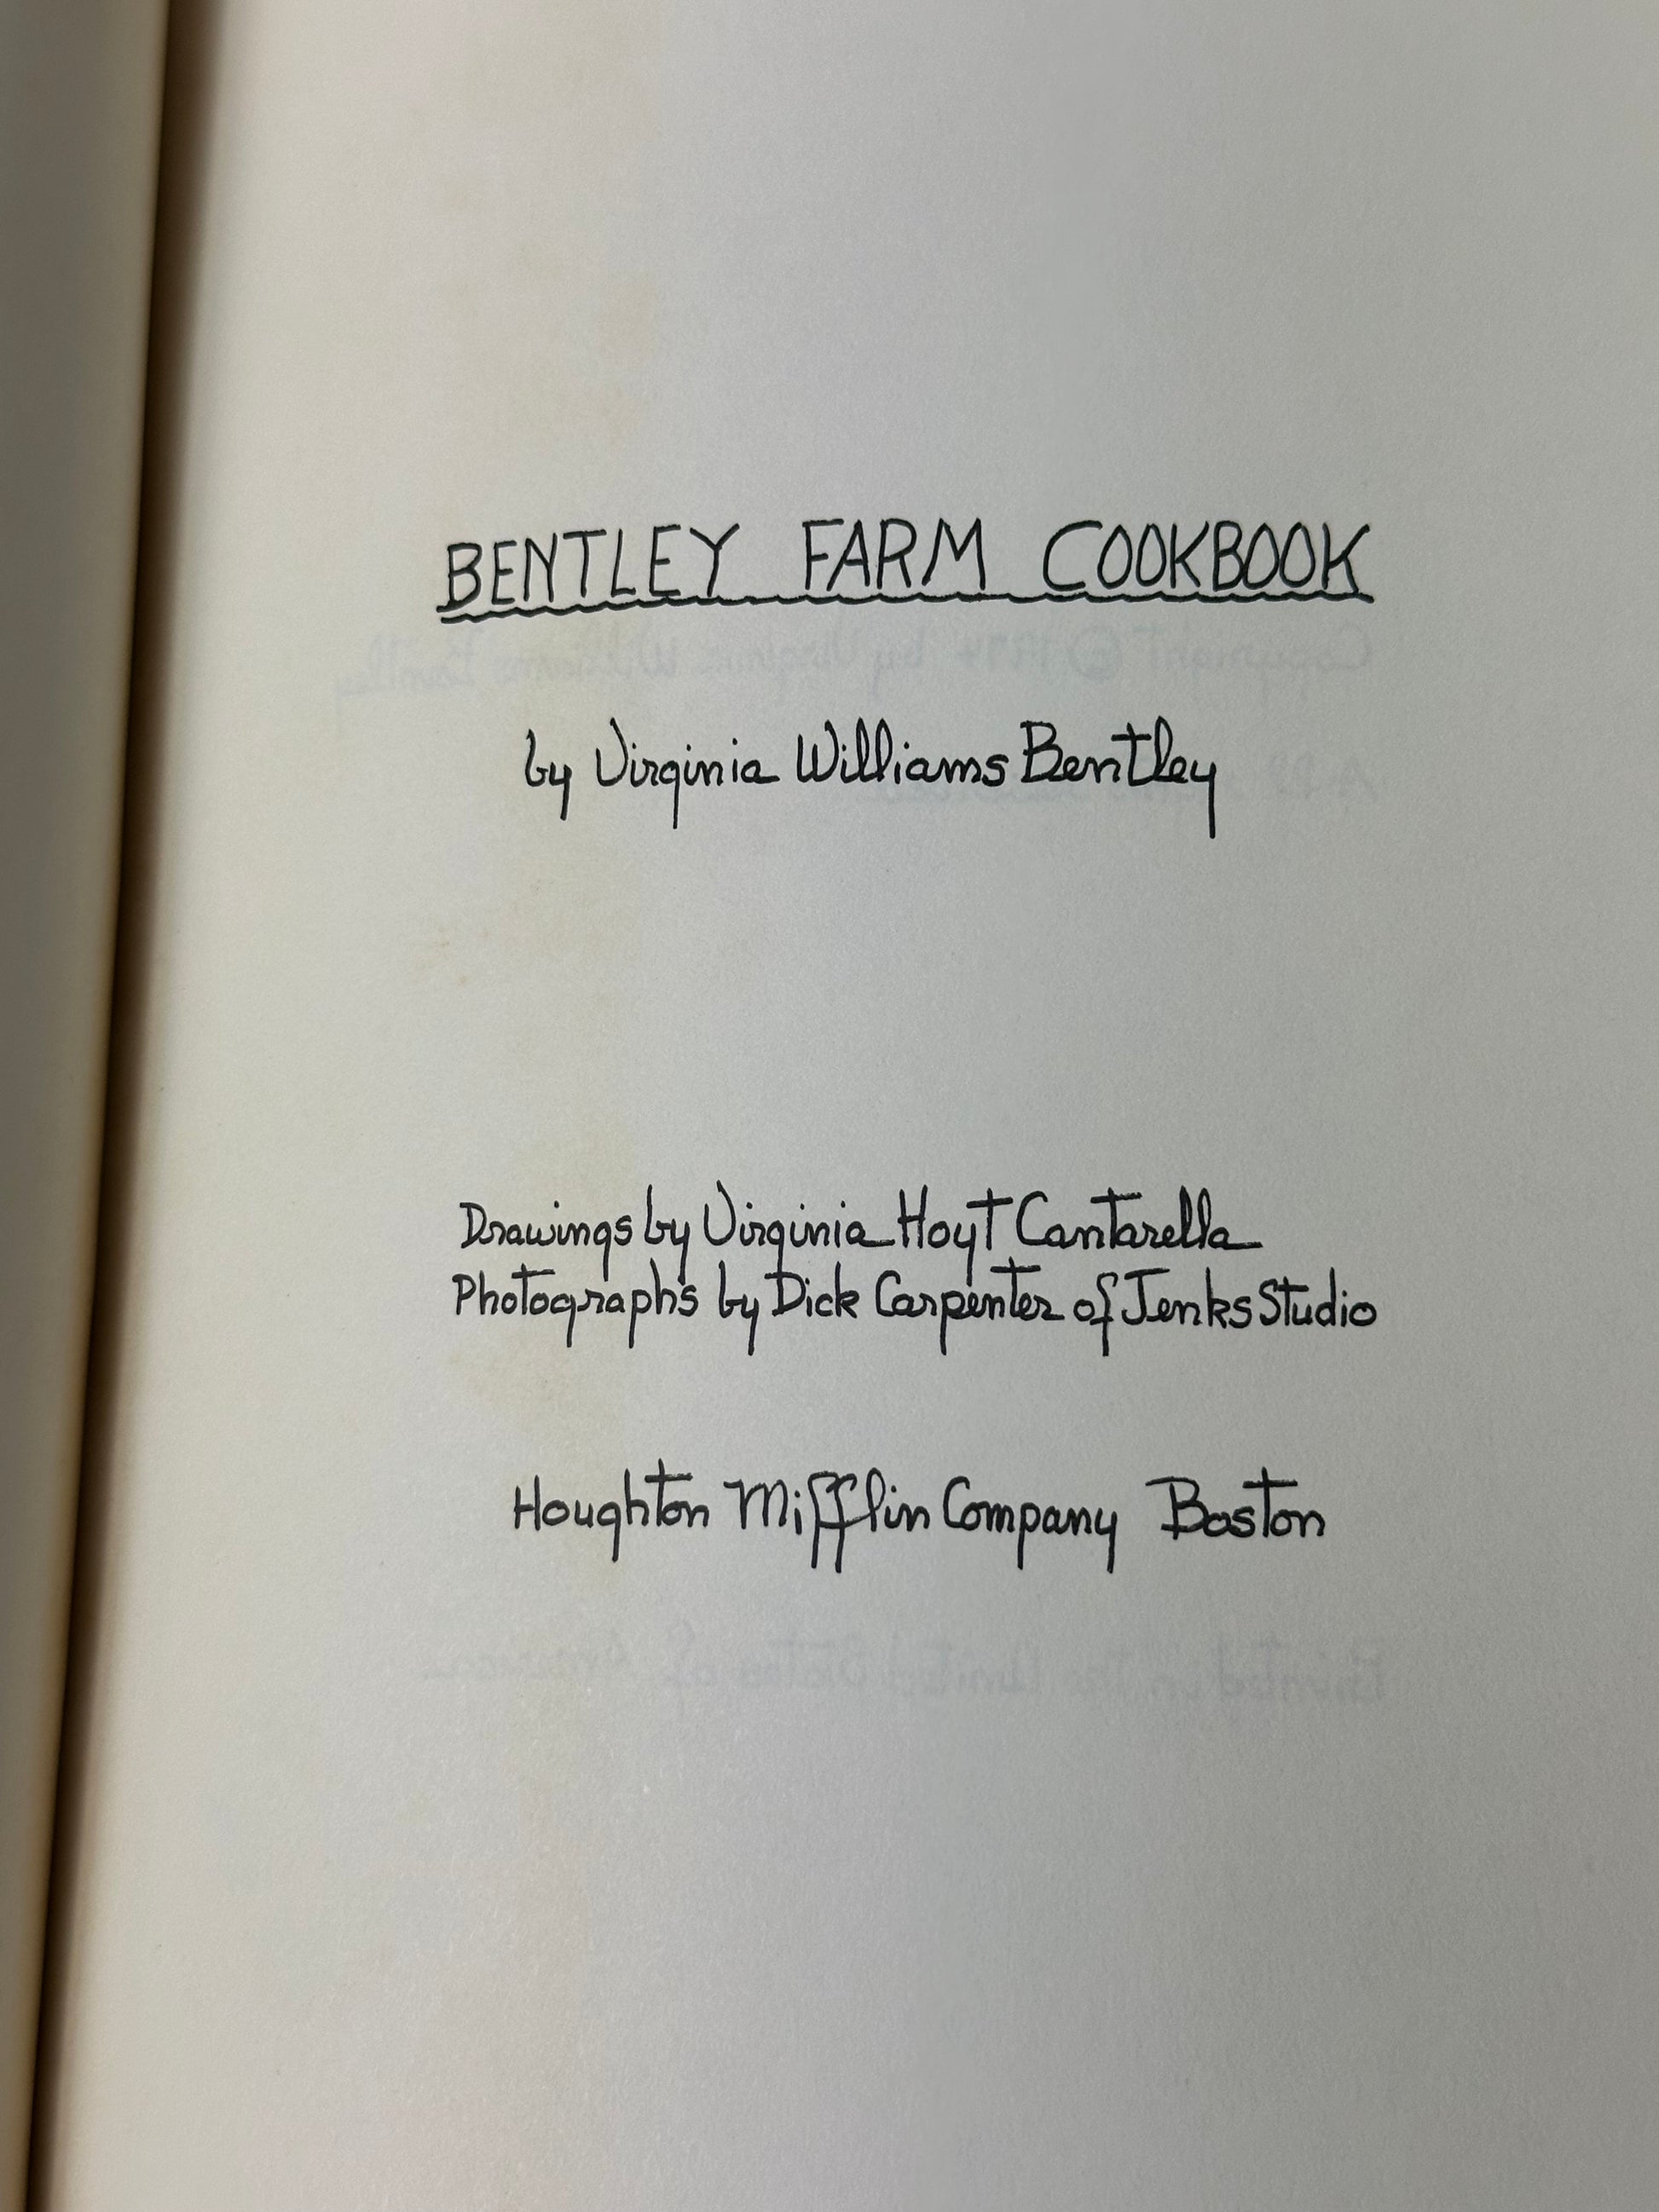 BENTLEY FARM COOKBOOK
by Virginia Williams Bentley
Drawings by Virginia Hoyt Cantarella
Photographs by Dick Carpenter of Jenks Studio
Houghton Mifflin Company Boston